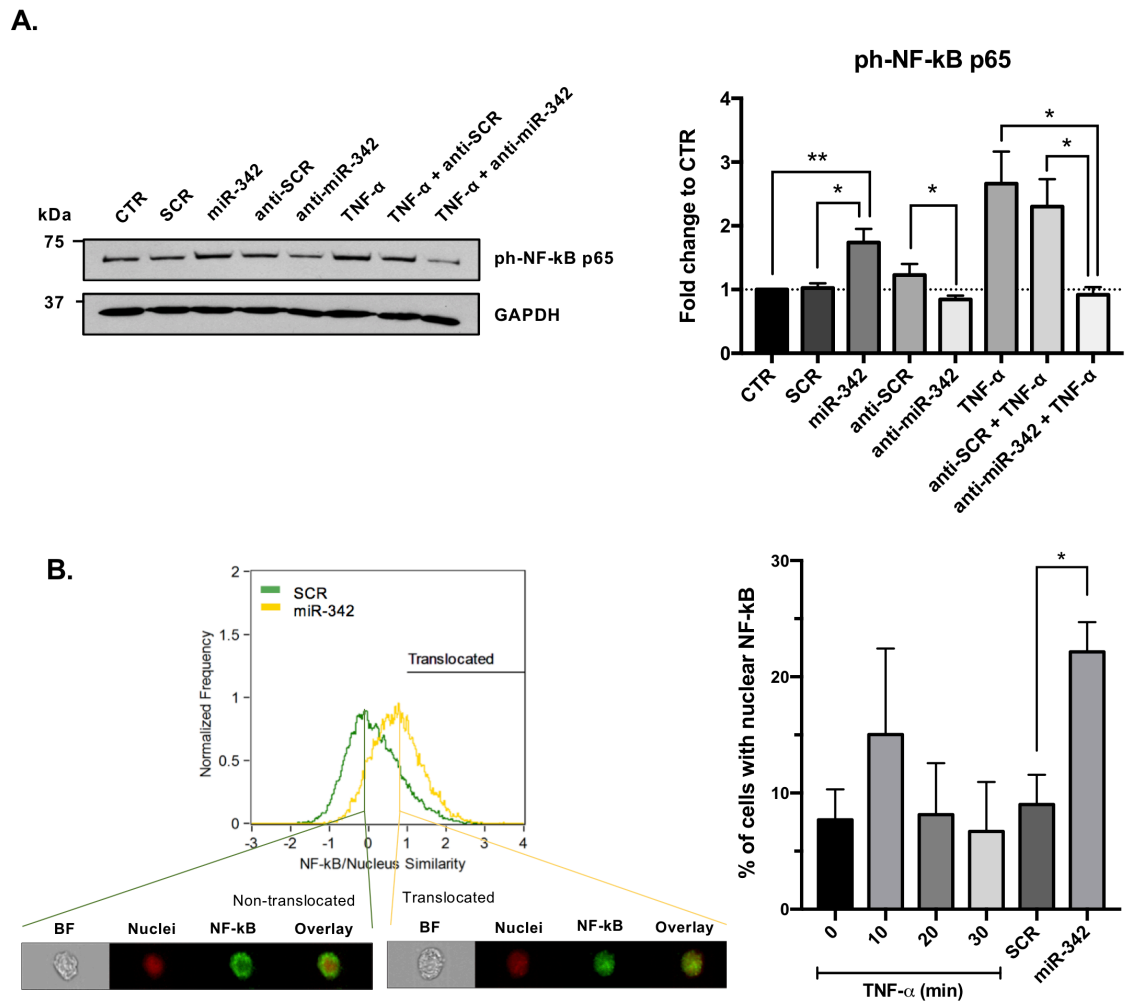 A.
kDa
CTR
SCR
miR-342
anti-SCR
anti-miR-342
TNF-α
TNF-α + anti-SCR
TNF-α + anti-miR-342
75
ph-NF-kB p65
37
GAPDH
ph-NF-kB p65
Fold change to CTR
4
3
2
1
0
**
*
*
*
*
CTR
SCR
miR-342
anti-SCR
anti-miR-342
TNF-α
anti-SCR + TNF-α
anti-miR-342 + TNF-α
B.
SCR
miR-342
Translocated
Normalized Frequency
2
1.5
1
0.5
0
-3 -2 -1 0 1 2 3 4
NF-kB/Nucleus Similarity
Non-translocated
BF Nuclei NF-kB Overlay
Translocated
BF Nuclei NF-kB Overlay
% of cells with nuclear NF-kB
30
20
10
0
*
0
10
20
30
SCR
miR-342
TNF-α (min)